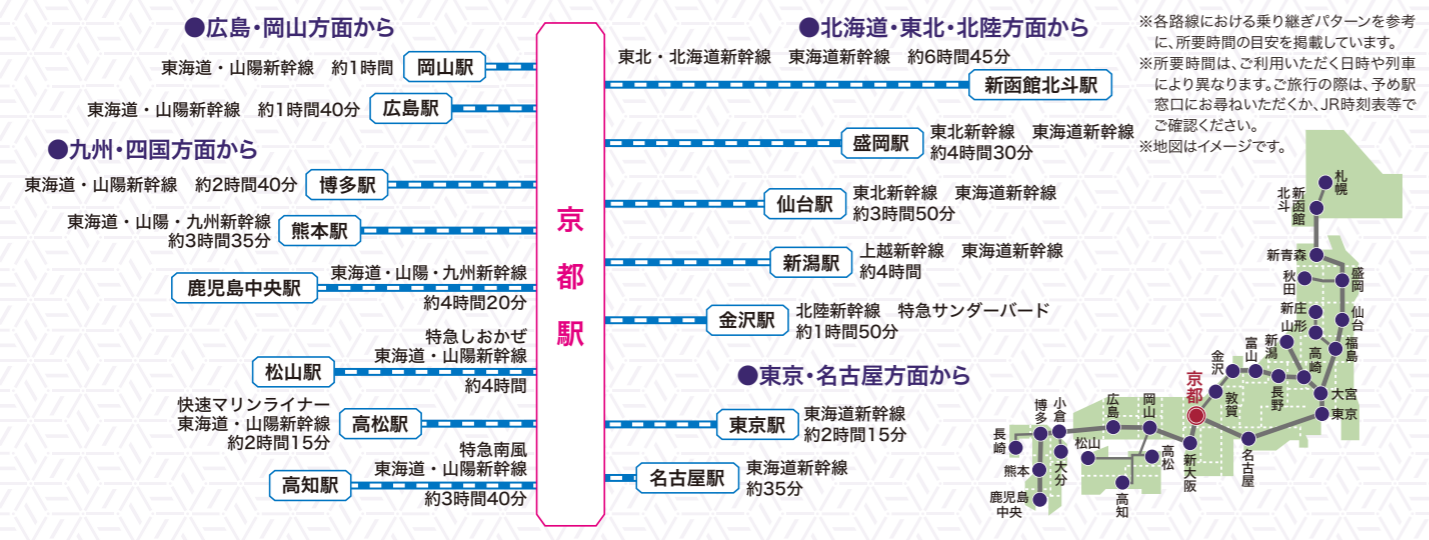 ●広島・岡山方面から
東海道・山陽新幹線　約1時間
岡山駅
東海道・山陽新幹線　約1時間40分
広島駅
●九州・四国方面から
東海道・山陽新幹線　約2時間40分
博多駅
東海道・山陽・九州新幹線
約3時間35分
熊本駅
鹿児島中央駅
東海道・山陽・九州新幹線
約4時間20分
特急しおかぜ
東海道・山陽新幹線
約4時間
松山駅
快速マリンライナー
東海道・山陽新幹線
約2時間15分
高松駅
特急南風
東海道・山陽新幹線
約3時間40分
高知駅
京都駅
●北海道・東北・北陸方面から
東北・北海道新幹線　東海道新幹線　約6時間45分
新函館北斗駅
盛岡駅
東北新幹線　東海道新幹線
約4時間30分
仙台駅
東北新幹線　東海道新幹線
約3時間50分
新潟駅
上越新幹線　東海道新幹線
約4時間
金沢駅
北陸新幹線　特急サンダーバード
約1時間50分
●東京・名古屋方面から
東京駅
東海道新幹線
約2時間15分
名古屋駅
東海道新幹線
約35分
※各路線における乗り継ぎパターンを参考
に、所要時間の目安を掲載しています。
※所要時間は、ご利用いただく日時や列車
により異なります。ご旅行の際は、予め駅
窓口にお尋ねいただくか、JR時刻表等で
ご確認ください。
※地図はイメージです。
札幌
新函館
北斗
新青森
秋田
盛岡
新庄
山形
仙台
福島
新潟
高崎
富山
金沢
長野
大宮
東京
敦賀
京都
名古屋
新大阪
岡山
広島
小倉
博多
長崎
松山
高松
大分
熊本
高知
鹿児島
中央